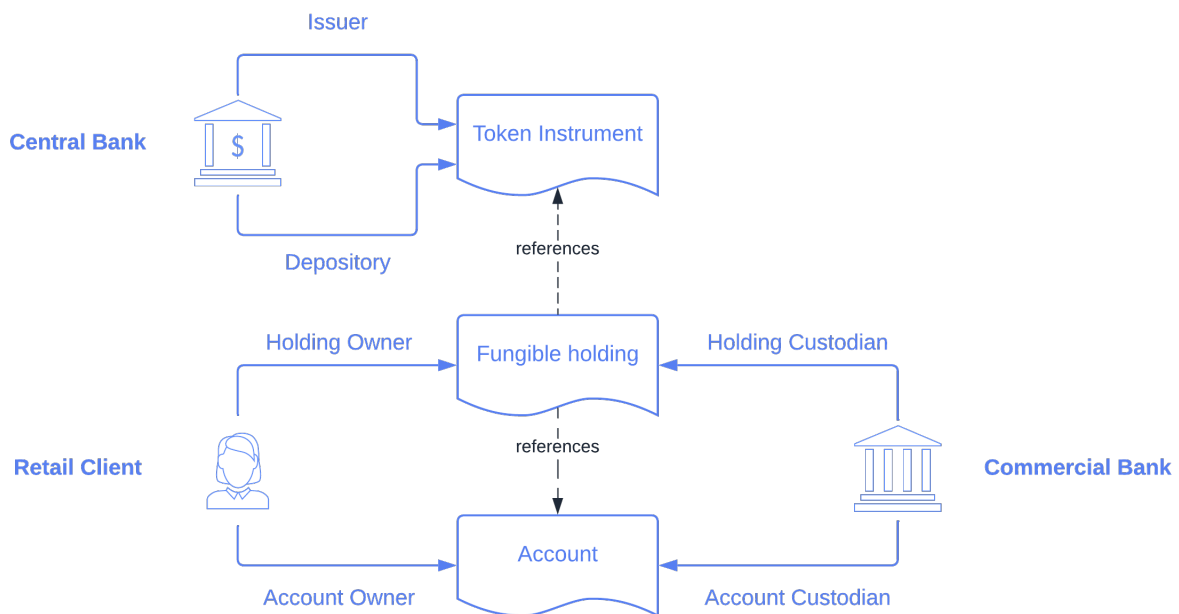 Issuer
Central Bank
$
Token Instrument
Depository
references
Holding Owner
Fungible holding
Holding Custodian
references
Retail Client
Commercial Bank
Account
Account Owner
Account Custodian